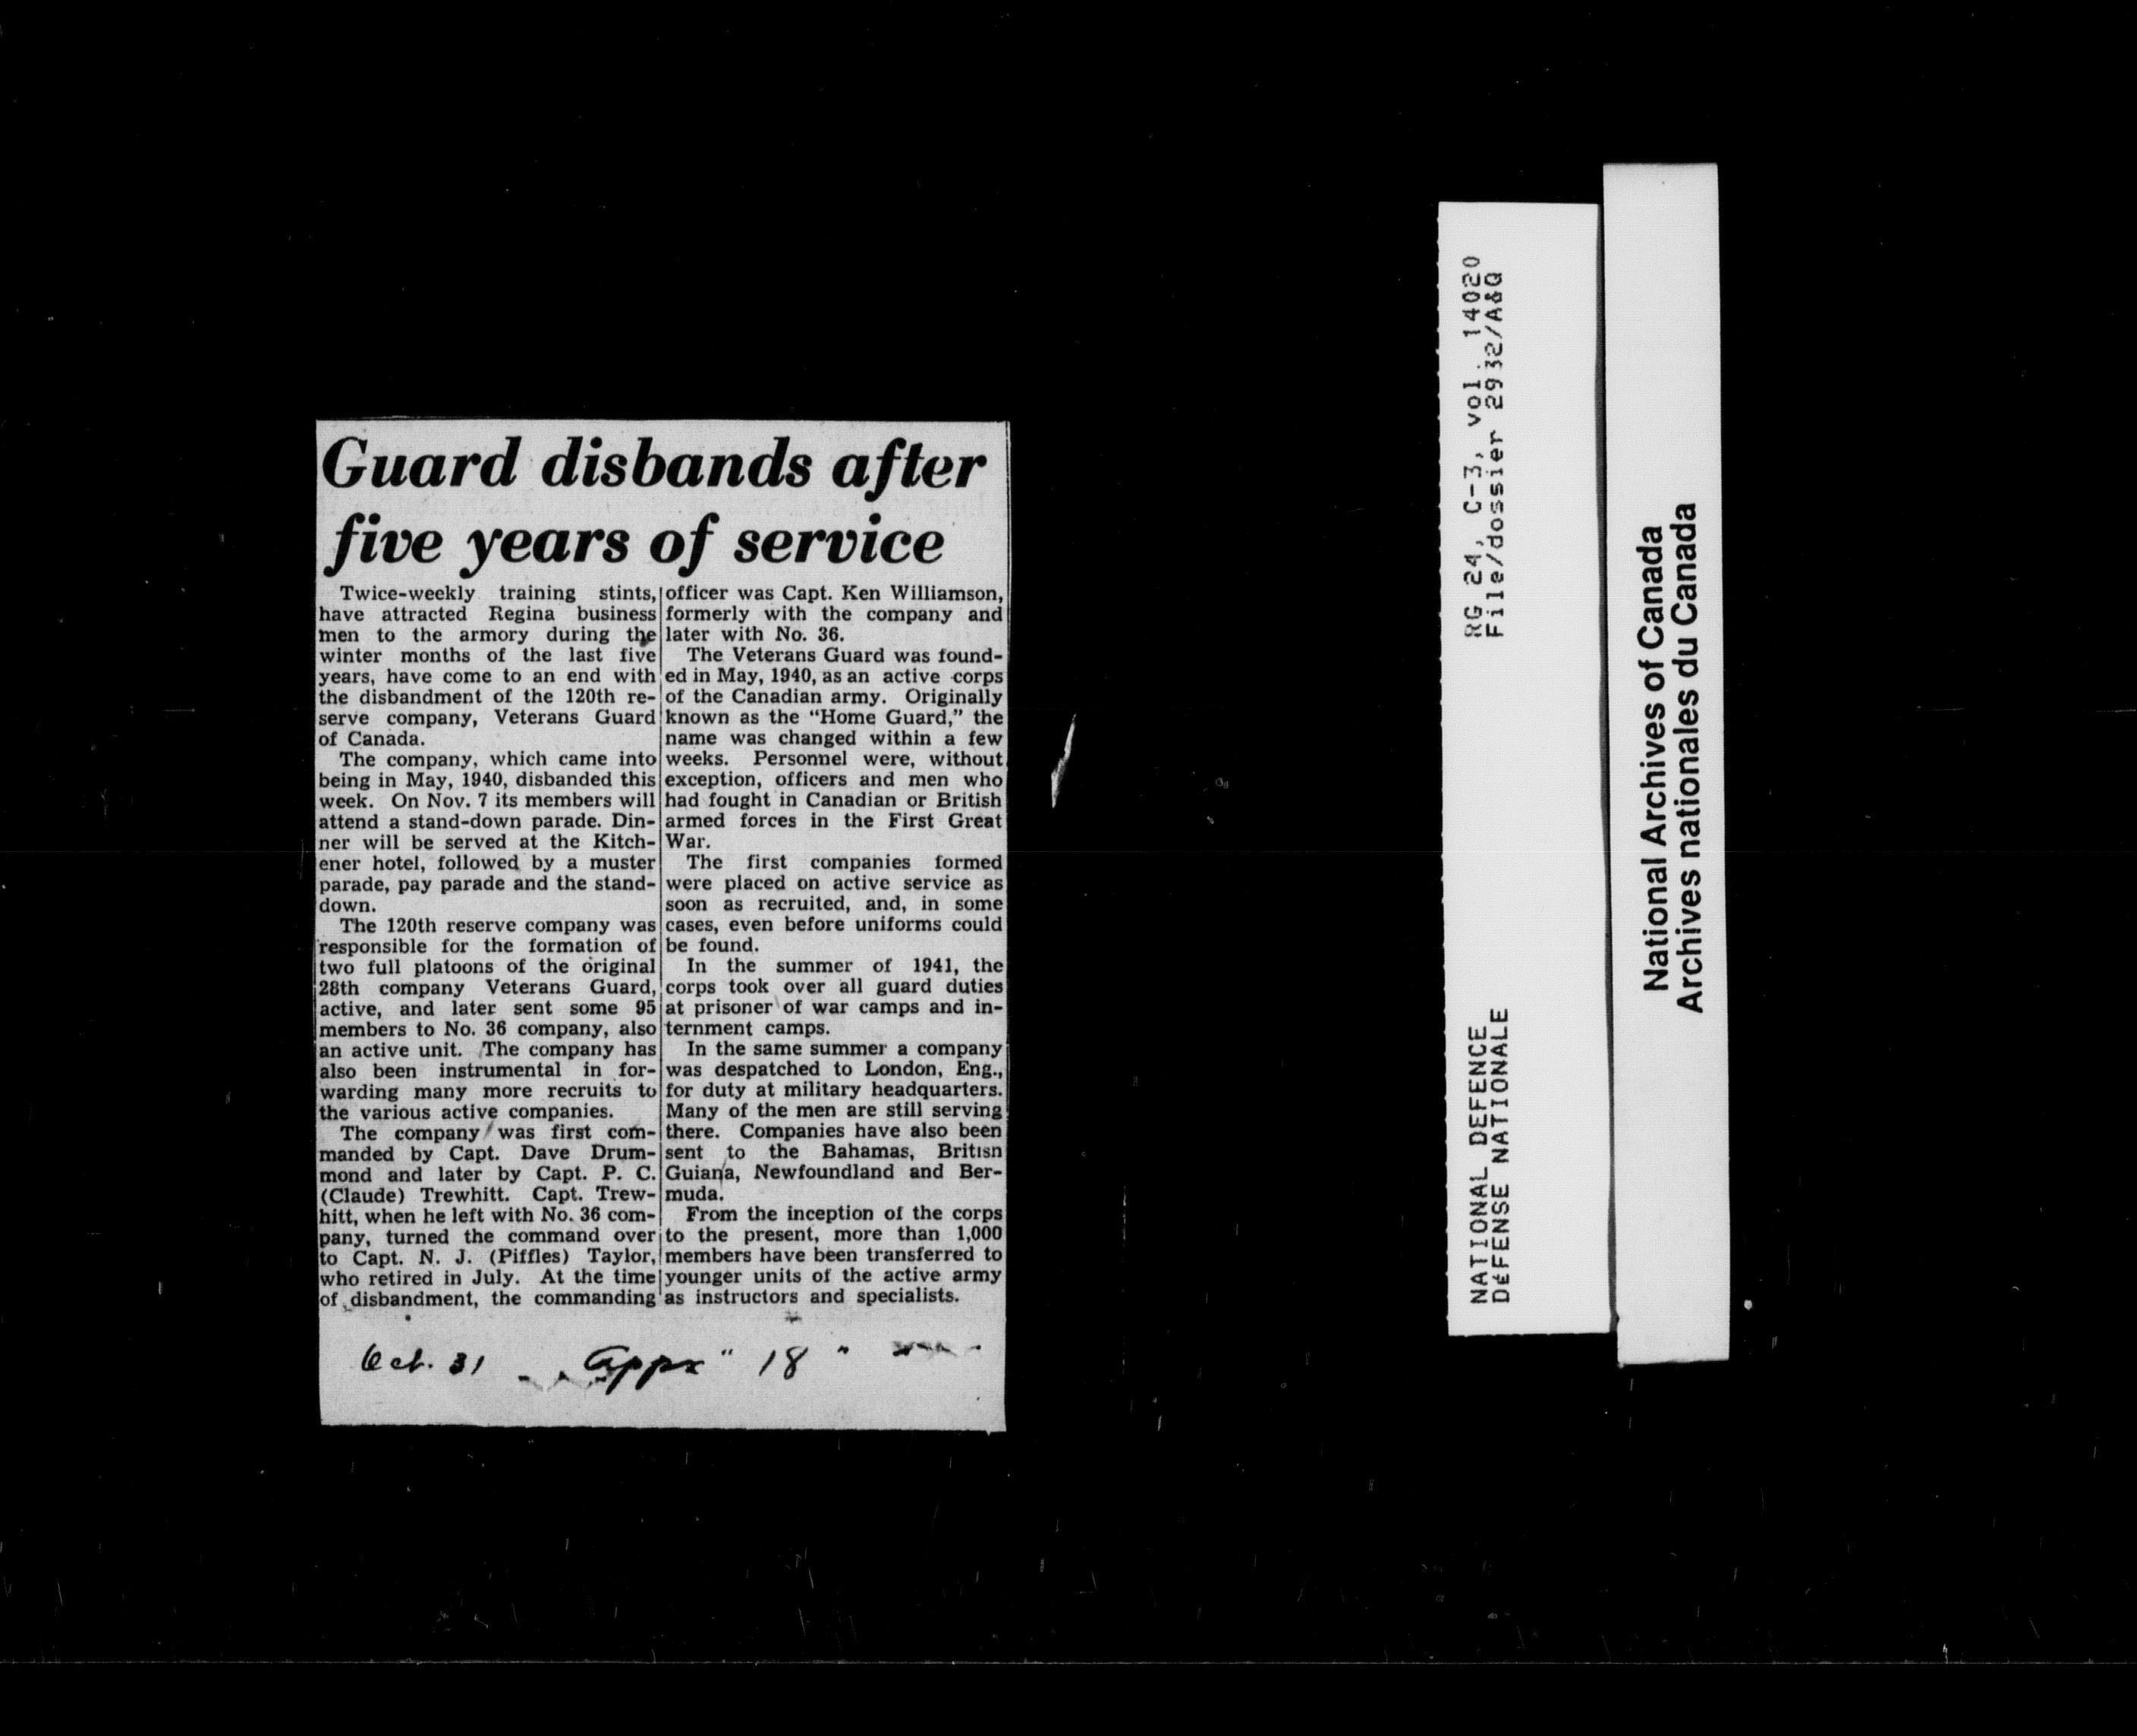 Guard disbands after
five years of service
Twice-weekly training stints,
have attracted Regina business
men to the armory during the
winter months of the last five
years, have come to an end with
the disbandment of the 120th re-
serve company, Veterans Guard
of Canada.
The company, which came into
being in May, 1940, disbanded this
week. On Nov. 7 its members will
attend a stand-down parade. Din-
ner will be served at the Kitch-
ener hotel, followed by a muster
parade, pay parade and the stand-
down.
The 120th reserve company was
responsible for the formation of
two full platoons of the original
28th company Veterans Guard,
active, and later sent some 95
members to No. 36 company, also
an active unit. The company has
also been instrumental in for-
warding many more recruits to
the various active companies.
The company was first com-
manded by Capt. Dave Drum-
mond and later by Capt. P. C.
(Claude) Trewhitt. Capt. Trew-
hitt, when he left with No. 36 com-
pany, turned the command over
to Capt. N. J. (Piffles) Taylor,
who retired in July. At the time
of disbandment, the commanding
officer was Capt. Ken Williamson,
formerly with the company and
later with No. 36.
The Veterans Guard was found-
ed in May, 1940, as an active corps
of the Canadian army. Originally
known as the "Home Guard," the
name was changed within a few
weeks. Personnel were, without
exception, officers and men who
had fought in Canadian or British
armed forces in the First Great
War.
The first companies formed
were placed on active service as
soon as recruited, and, in some
cases, even before uniforms could
be found.
In the summer of 1941, the
corps took over all guard duties
at prisoner of war camps and in-
ternment camps.
In the same summer a company
was despatched to London, Eng.,
for duty at military headquarters.
Many of the men are still serving
there. Companies have also been
sent to the Bahamas, British
Guiana, Newfoundland and Ber-
muda.
From the inception of the corps
to the present, more than 1,000
members have been transferred to
younger units of the active army
as instructors and specialists.
Oct. 31 Appx "18"
NATIONAL DEFENCE RG 24, C-3, vol. 14020
DÉFENSE NATIONALE File/dossier 2932/A&Q
National Archives of Canada
Archives nationales du Canada